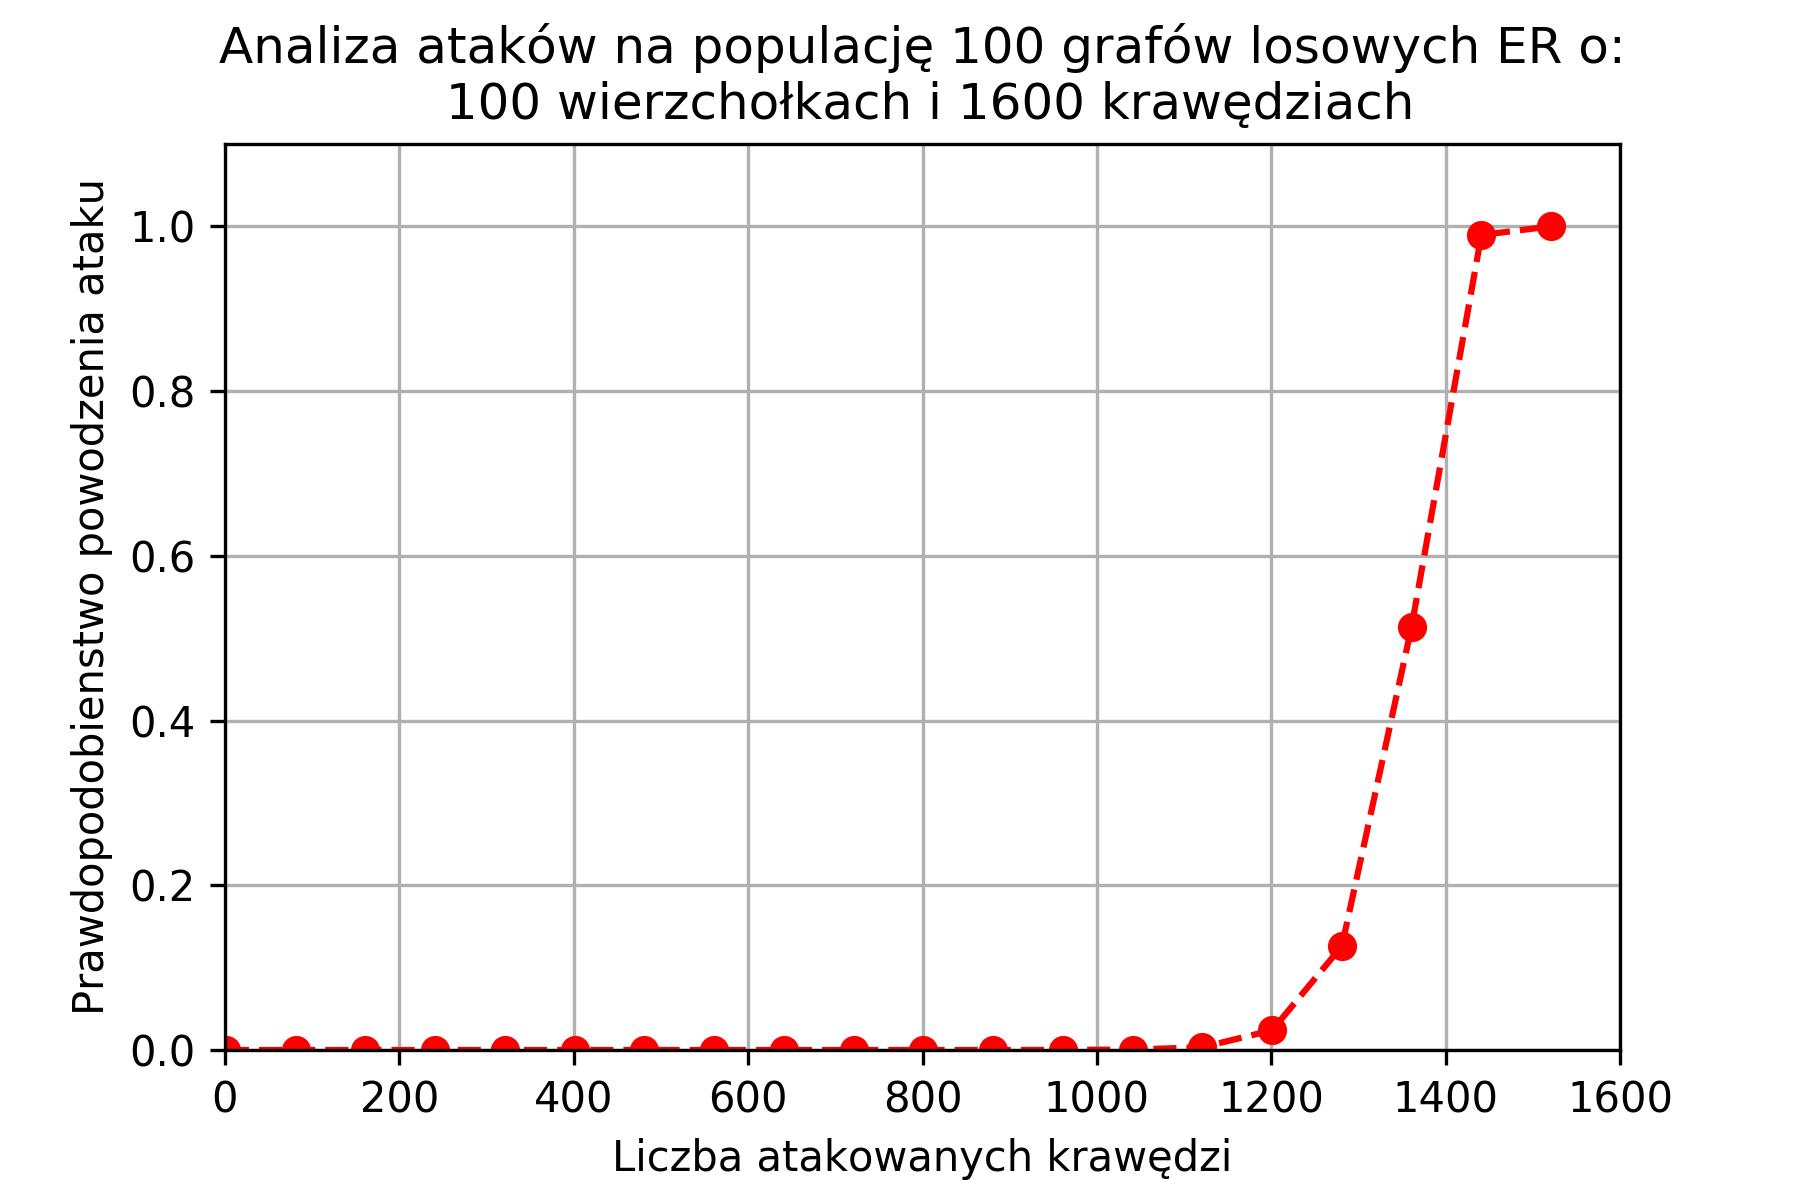 Analiza ataków na populację 100 grafów losowych ER o:
100 wierzchołkach i 1600 krawędziach
Prawdopodobienstwo powodzenia ataku
1.0
0.8
0.6
0.4
0.2
0.0
0 200 400 600 800 1000 1200 1400 1600
Liczba atakowanych krawędzi